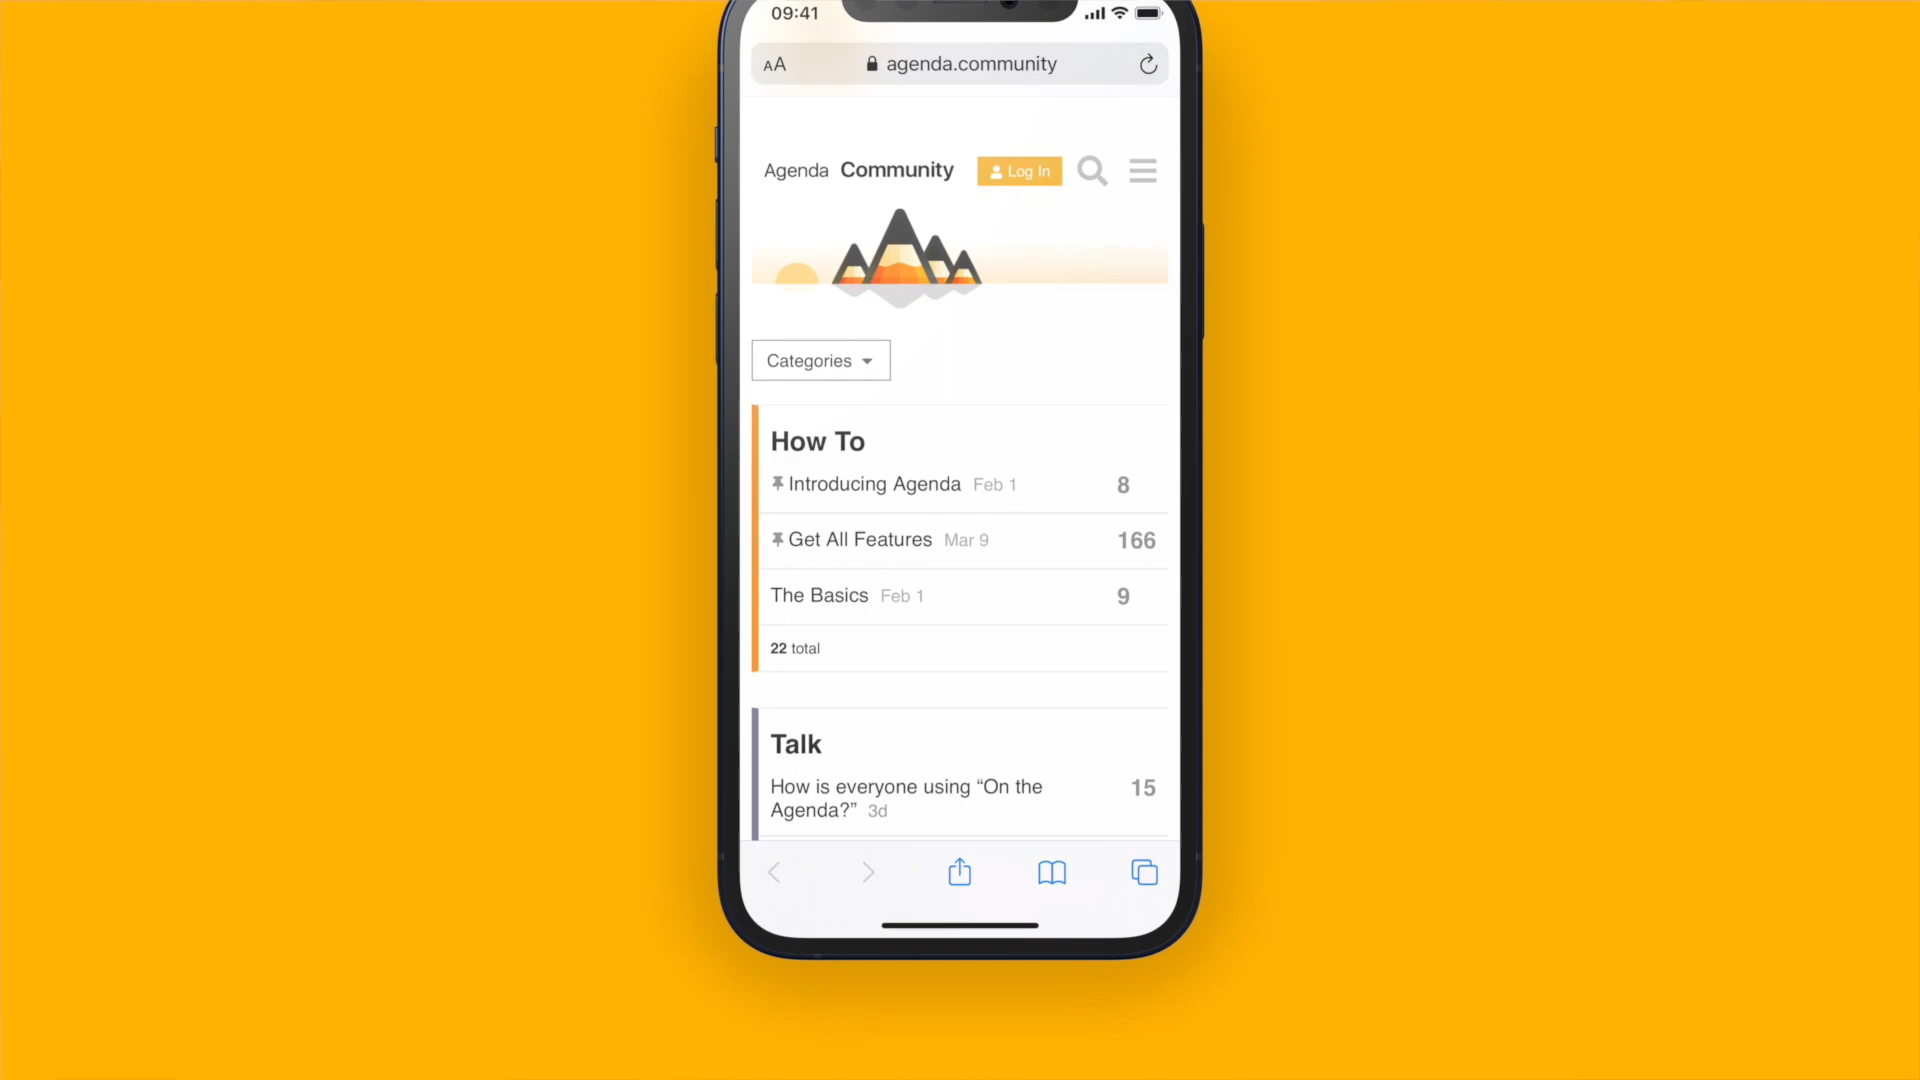 09:41
AA agenda.community
Agenda Community Log In
Categories
How To
Introducing Agenda Feb 1 8
Get All Features Mar 9 166
The Basics Feb 1 9
22 total
Talk
How is everyone using “On the 15
Agenda?” 3d